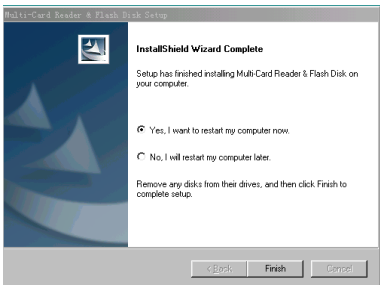 Multi-Card Reader & Flash Disk Setup
InstallShield Wizard Complete
Setup has finished installing Multi-Card Reader & Flash Disk on
your computer.
Yes, I want to restart my computer now.
No, I will restart my computer later.
Remove any disks from their drives, and then click Finish to
complete setup.
< Back Finish Cancel